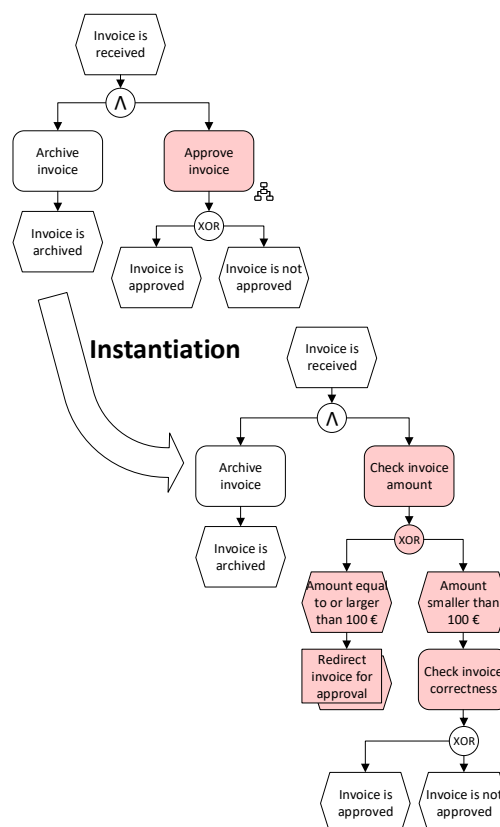 Invoice is
received
Λ
Archive
invoice
Approve
invoice
Invoice is
archived
XOR
Invoice is
approved
Invoice is not
approved
Instantiation
Invoice is
received
Λ
Archive
invoice
Check invoice
amount
Invoice is
archived
XOR
Amount equal
to or larger
than 100 €
Amount
smaller than
100 €
Redirect
invoice for
approval
Check invoice
correctness
XOR
Invoice is
approved
Invoice is not
approved